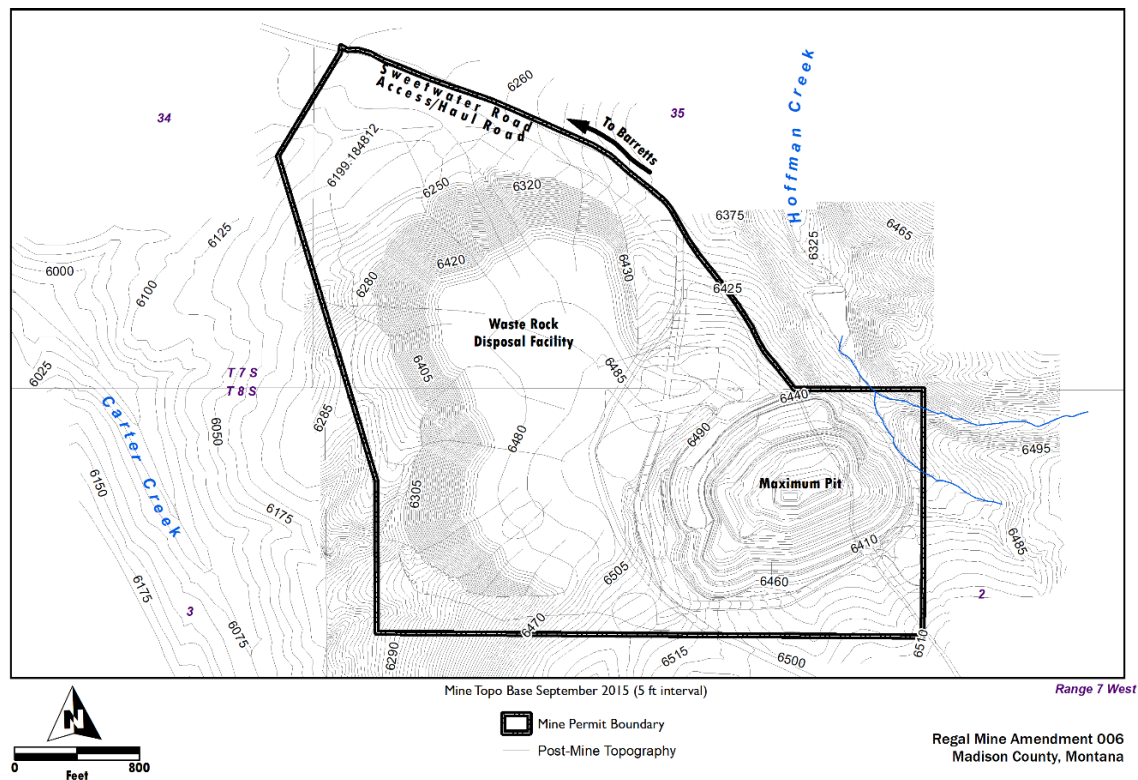 34
35
Sweetwater Road
Access/Haul Road
6260
To Barretts
Hoffman Creek
6199.184812
6250
6320
6375
6465
6125
6325
6000
6100
6280
6420
6430
6425
Waste Rock
Disposal Facility
6025
T 7 S
T 8 S
6405
6485
6440
Carter Creek
6050
6285
6480
6490
6495
6150
6175
6305
Maximum Pit
6410
6485
6175
3
6075
6505
6460
2
6290
6470
6515
6500
6510
Mine Topo Base September 2015 (5 ft interval)
Range 7 West
N
Mine Permit Boundary
Post-Mine Topography
Regal Mine Amendment 006
Madison County, Montana
0 800
Feet